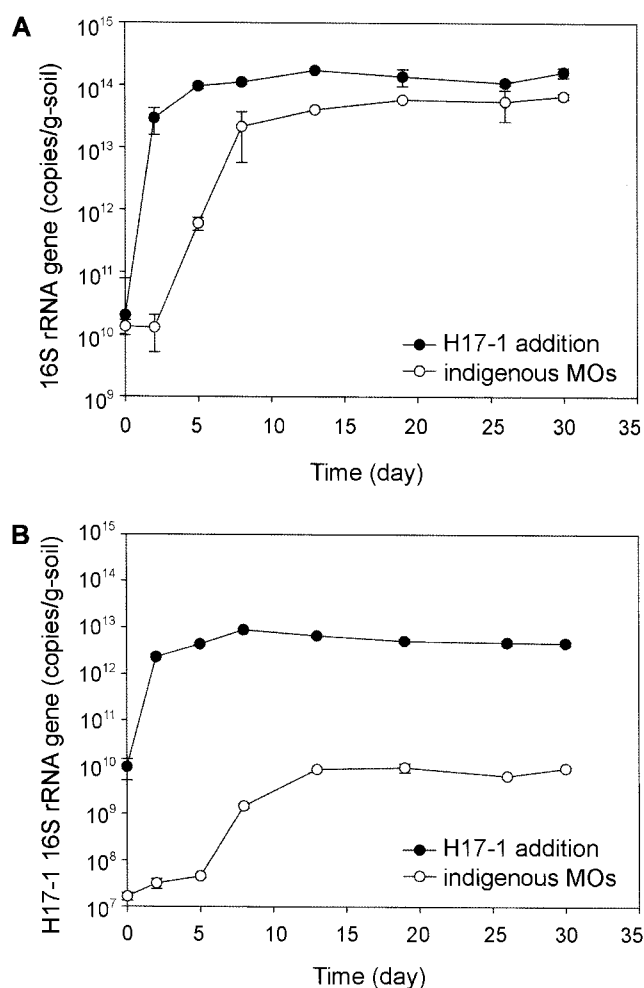 A
16S rRNA gene (copies/g-soil)
10^15
10^14
10^13
10^12
10^11
10^10
10^9
H17-1 addition
indigenous MOs
0 5 10 15 20 25 30 35
Time (day)
B
H17-1 16S rRNA gene (copies/g-soil)
10^15
10^14
10^13
10^12
10^11
10^10
10^9
10^8
10^7
H17-1 addition
indigenous MOs
0 5 10 15 20 25 30 35
Time (day)